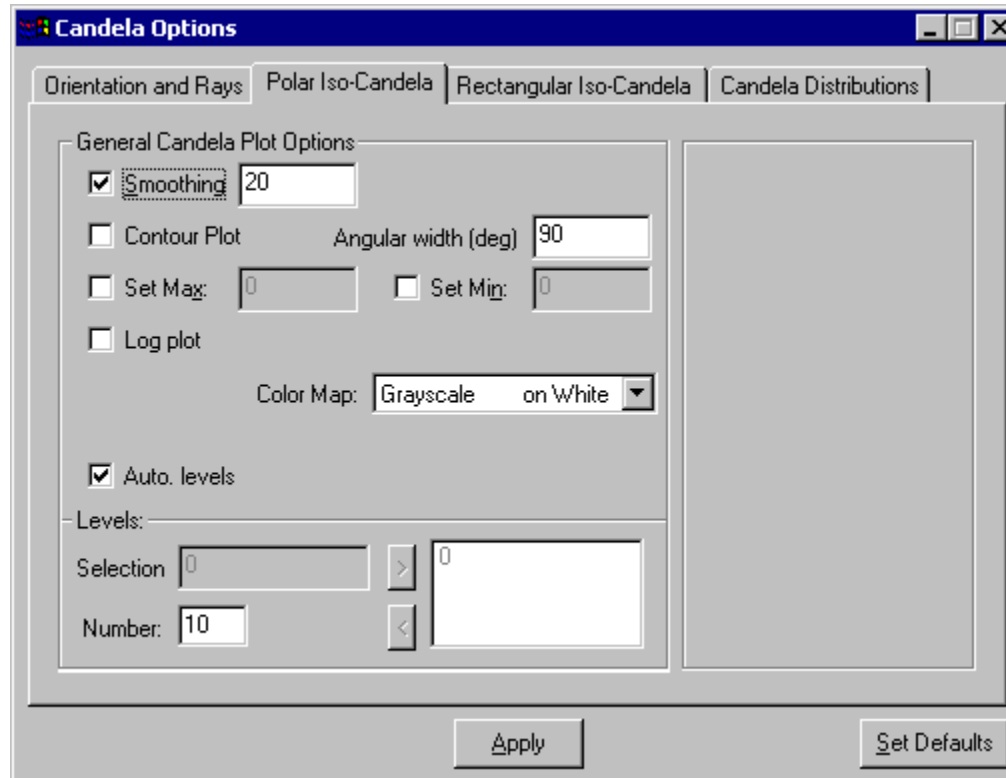 Candela Options
Orientation and Rays Polar Iso-Candela Rectangular Iso-Candela Candela Distributions
General Candela Plot Options
Smoothing 20
Contour Plot Angular width (deg) 90
Set Max: 0 Set Min: 0
Log plot
Color Map: Grayscale on White
Auto. levels
Levels:
Selection 0 > 0
Number: 10 <
Apply Set Defaults